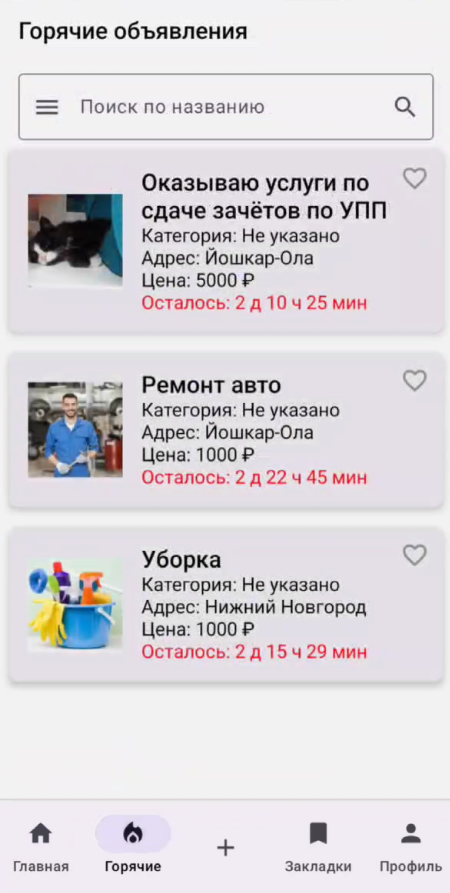 Горячие объявления
Поиск по названию
Оказываю услуги по
сдаче зачётов по УПП
Категория: Не указано
Адрес: Йошкар-Ола
Цена: 5000 ₽
Осталось: 2 д 10 ч 25 мин
Ремонт авто
Категория: Не указано
Адрес: Йошкар-Ола
Цена: 1000 ₽
Осталось: 2 д 22 ч 45 мин
Уборка
Категория: Не указано
Адрес: Нижний Новгород
Цена: 1000 ₽
Осталось: 2 д 15 ч 29 мин
Главная Горячие Закладки Профиль